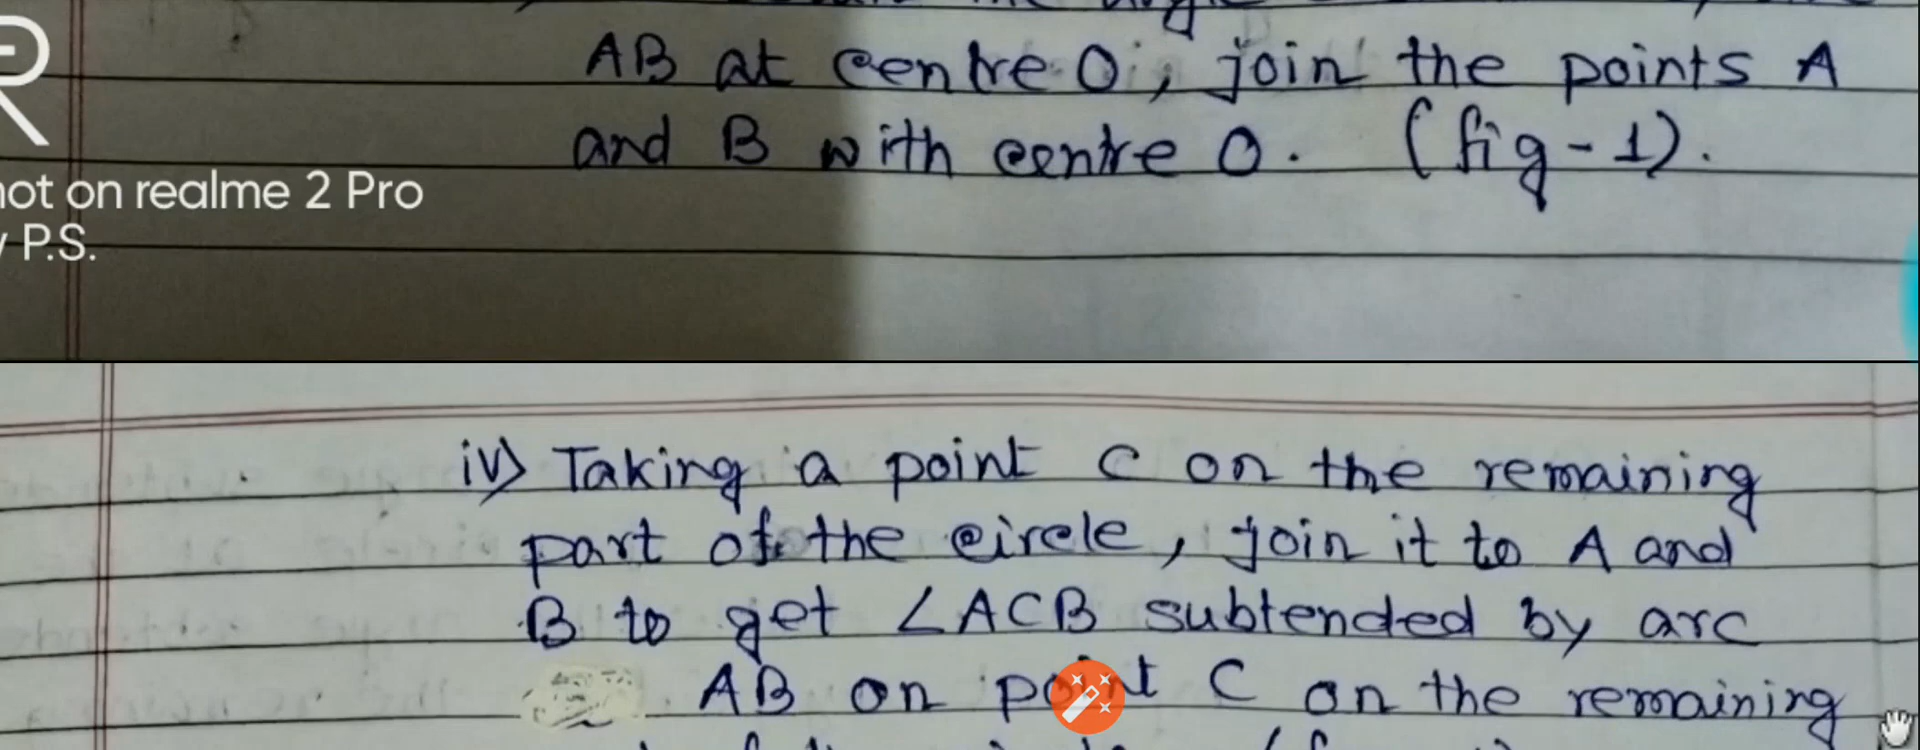 AB at centre O, join the points A
and B with centre O. (fig-1).
R
not on realme 2 Pro
y P.S.
iv) Taking a point C on the remaining
part of the circle, join it to A and
B to get ∠ACB subtended by arc
AB on point C on the remaining